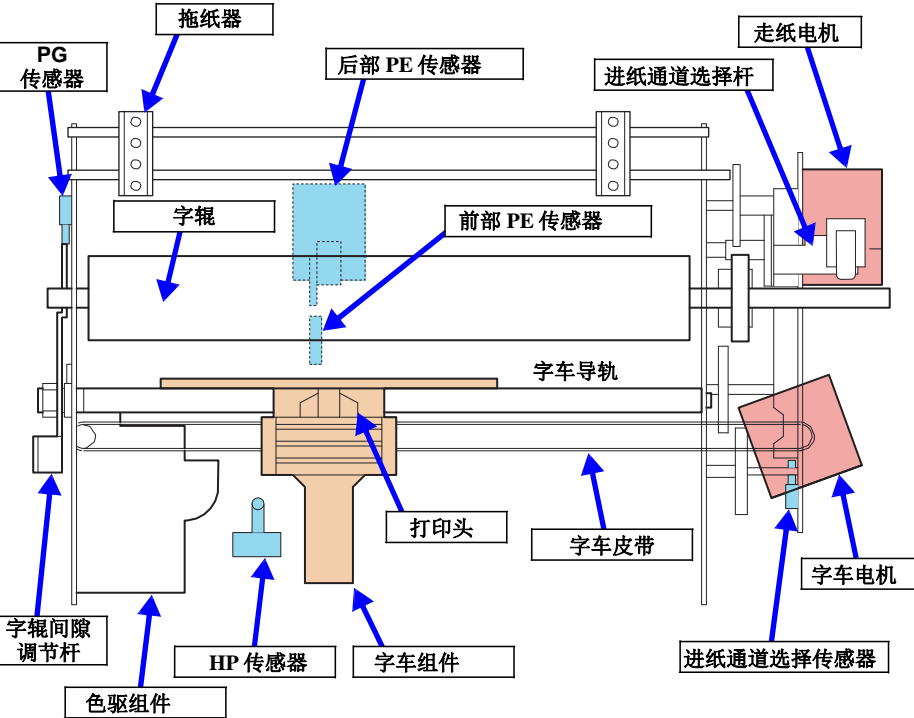 拖纸器
走纸电机
PG
传感器
后部 PE 传感器
进纸通道选择杆
字辊
前部 PE 传感器
字车导轨
打印头
字车皮带
字车电机
字辊间隙
调节杆
HP 传感器
字车组件
进纸通道选择传感器
色驱组件